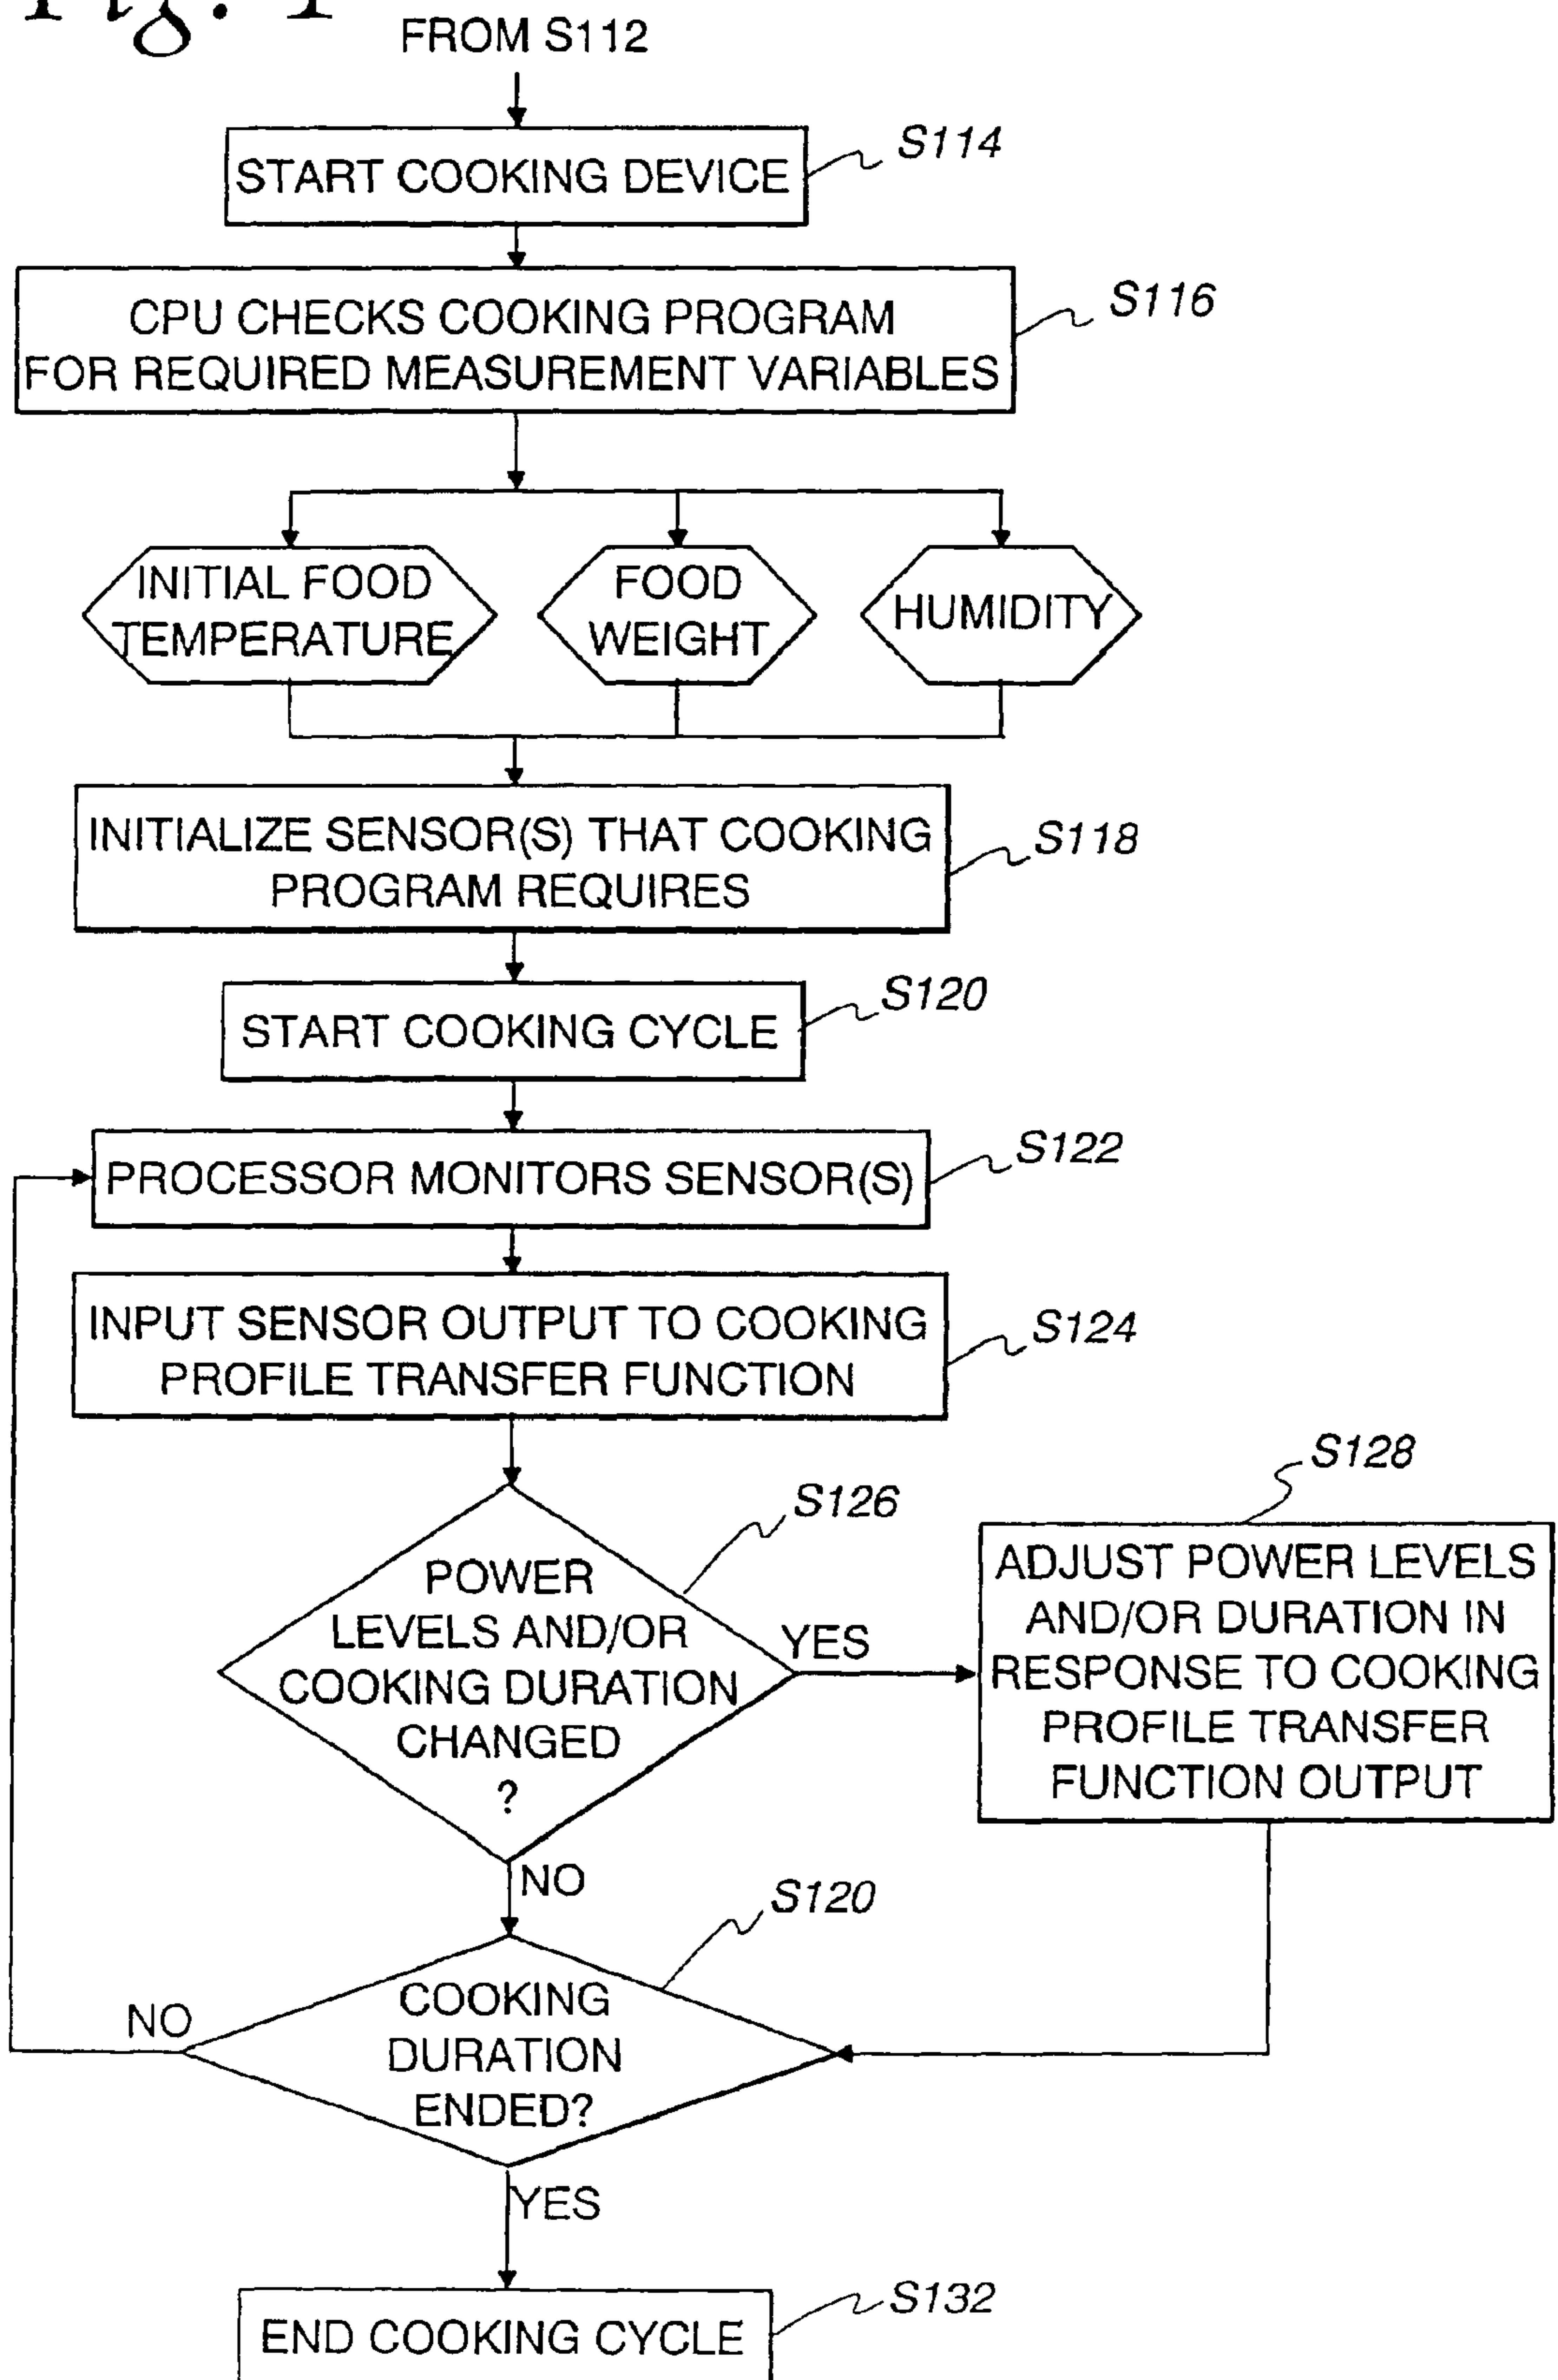 Fig. 1
FROM S112
START COOKING DEVICE
S114
CPU CHECKS COOKING PROGRAM
FOR REQUIRED MEASUREMENT VARIABLES
S116
INITIAL FOOD
TEMPERATURE
FOOD
WEIGHT
HUMIDITY
INITIALIZE SENSOR(S) THAT COOKING
PROGRAM REQUIRES
S118
START COOKING CYCLE
S120
PROCESSOR MONITORS SENSOR(S)
S122
INPUT SENSOR OUTPUT TO COOKING
PROFILE TRANSFER FUNCTION
S124
POWER
LEVELS AND/OR
COOKING DURATION
CHANGED
?
S126
YES
NO
ADJUST POWER LEVELS
AND/OR DURATION IN
RESPONSE TO COOKING
PROFILE TRANSFER
FUNCTION OUTPUT
S128
COOKING
DURATION
ENDED?
S120
NO
YES
END COOKING CYCLE
S132